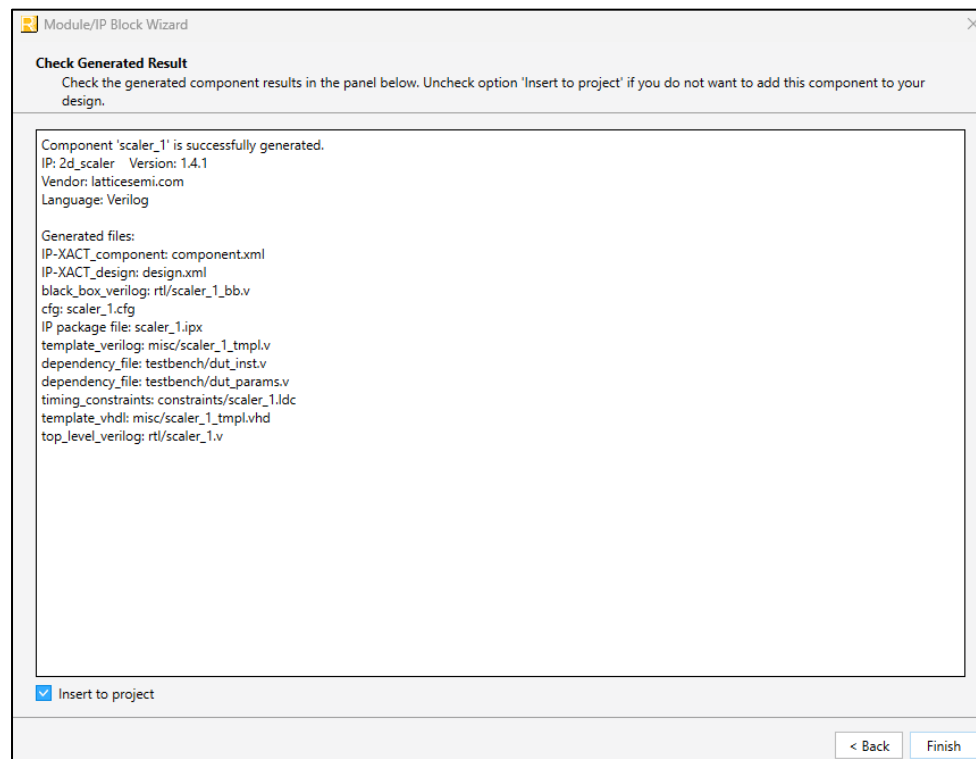 Module/IP Block Wizard
Check Generated Result
Check the generated component results in the panel below. Uncheck option 'Insert to project' if you do not want to add this component to your
design.
Component 'scaler_1' is successfully generated.
IP: 2d_scaler    Version: 1.4.1
Vendor: latticesemi.com
Language: Verilog
Generated files:
IP-XACT_component: component.xml
IP-XACT_design: design.xml
black_box_verilog: rtl/scaler_1_bb.v
cfg: scaler_1.cfg
IP package file: scaler_1.ipx
template_verilog: misc/scaler_1_tmpl.v
dependency_file: testbench/dut_inst.v
dependency_file: testbench/dut_params.v
timing_constraints: constraints/scaler_1.ldc
template_vhdl: misc/scaler_1_tmpl.vhd
top_level_verilog: rtl/scaler_1.v
Insert to project
< Back    Finish